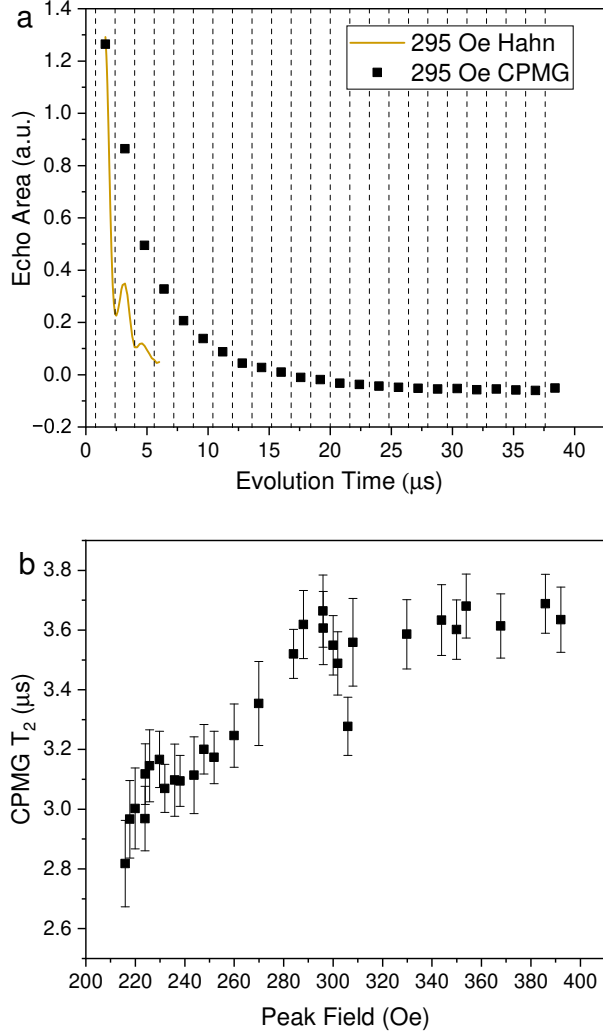 a
1.4
1.2
1.0
0.8
0.6
0.4
0.2
0.0
−0.2
Echo Area (a.u.)
295 Oe Hahn
295 Oe CPMG
0 5 10 15 20 25 30 35 40
Evolution Time (μs)
b
3.8
3.6
3.4
3.2
3.0
2.8
2.6
CPMG T₂ (μs)
200 220 240 260 280 300 320 340 360 380 400
Peak Field (Oe)